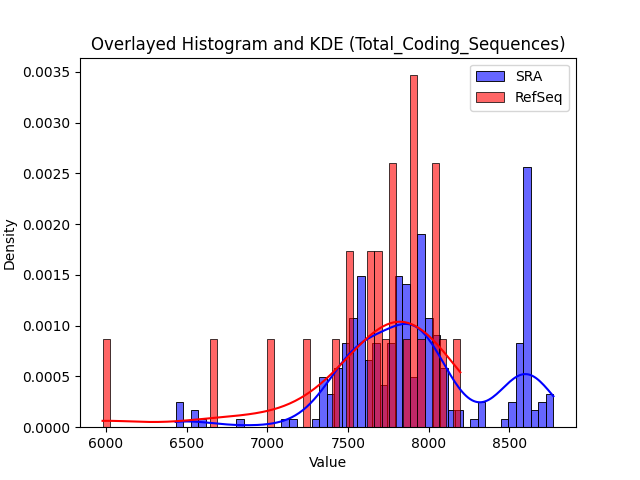 Overlayed Histogram and KDE (Total_Coding_Sequences)
SRA
RefSeq
0.0035
0.0030
0.0025
0.0020
0.0015
0.0010
0.0005
0.0000
Density
6000 6500 7000 7500 8000 8500
Value